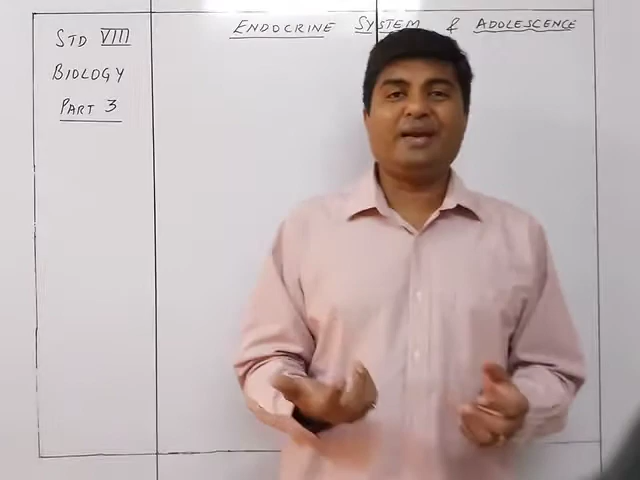 STD VIII
BIOLOGY
PART 3
ENDOCRINE SYSTEM & ADOLESCENCE